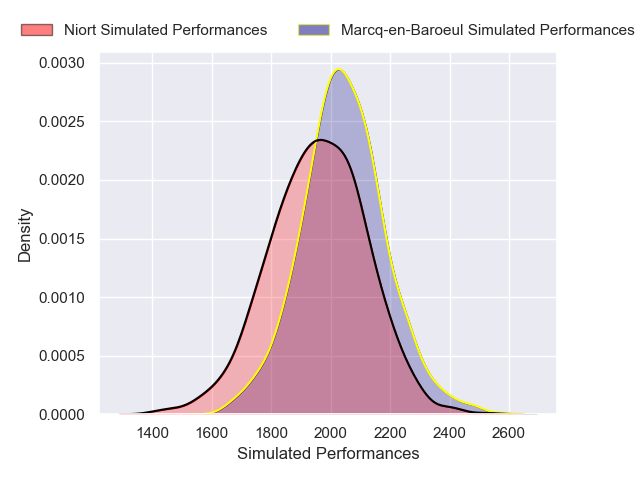 Niort Simulated Performances
Marcq-en-Baroeul Simulated Performances
0.0030
0.0025
0.0020
0.0015
0.0010
0.0005
0.0000
Density
1400 1600 1800 2000 2200 2400 2600
Simulated Performances